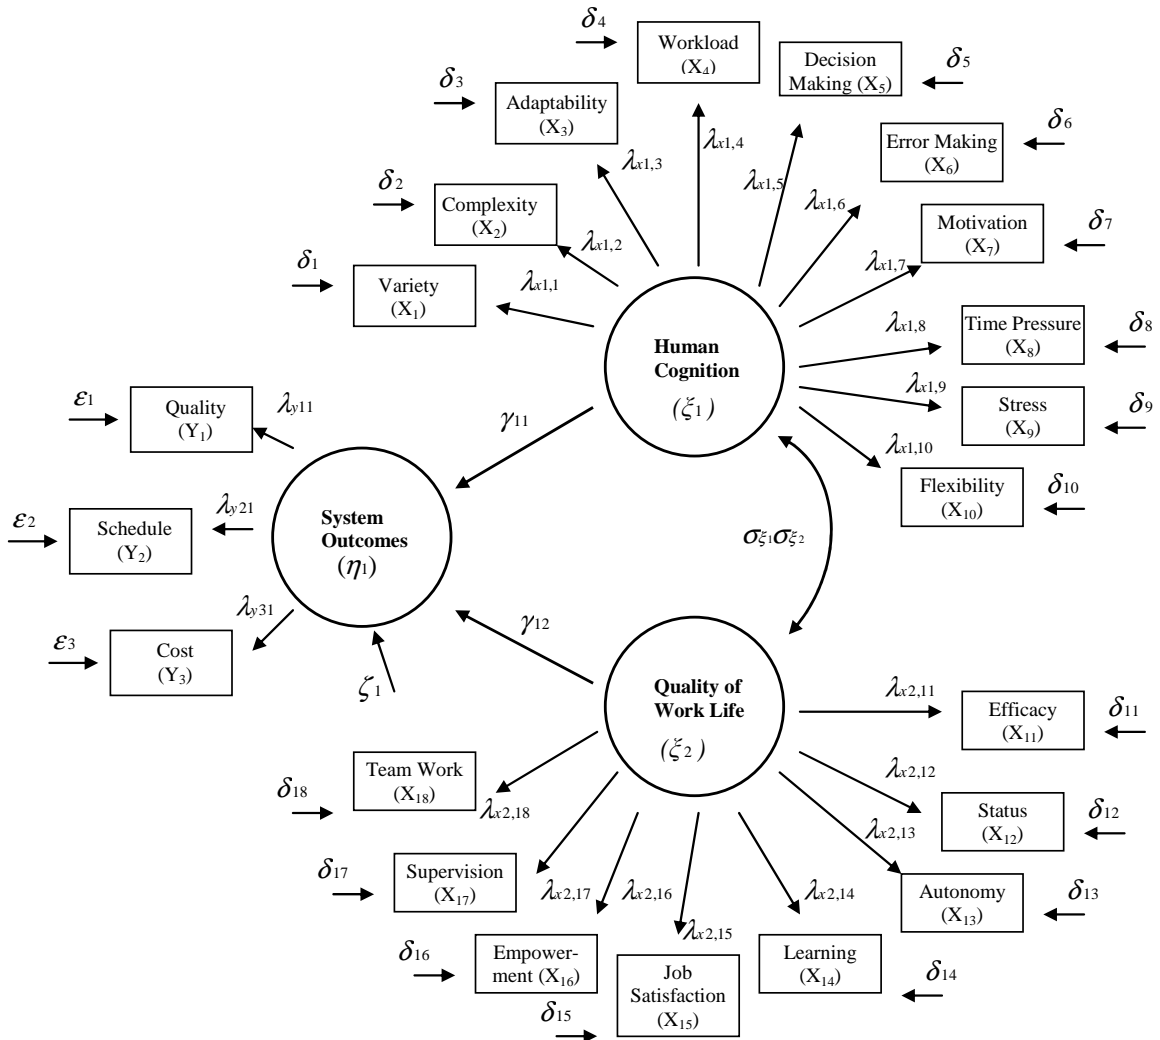 δ4
Workload
(X4)
Decision
Making (X5)
δ5
δ3
Adaptability
(X3)
λx1,3
λx1,4
λx1,5
λx1,6
Error Making
(X6)
δ6
δ2
Complexity
(X2)
λx1,2
Motivation
(X7)
δ7
λx1,7
δ1
Variety
(X1)
λx1,1
Human
Cognition
(ξ1)
λx1,8
Time Pressure
(X8)
δ8
λx1,9
Stress
(X9)
δ9
λx1,10
Flexibility
(X10)
δ10
ε1
Quality
(Y1)
λy11
γ11
ε2
Schedule
(Y2)
λy21
System
Outcomes
(η1)
σξ1σξ2
ε3
Cost
(Y3)
λy31
ζ1
γ12
Quality of
Work Life
(ξ2)
λx2,11
Efficacy
(X11)
δ11
λx2,12
Status
(X12)
δ12
λx2,13
Autonomy
(X13)
δ13
δ18
Team Work
(X18)
λx2,18
δ17
Supervision
(X17)
λx2,17
λx2,16
λx2,15
λx2,14
δ16
Empower-
ment (X16)
δ15
Job
Satisfaction
(X15)
Learning
(X14)
δ14